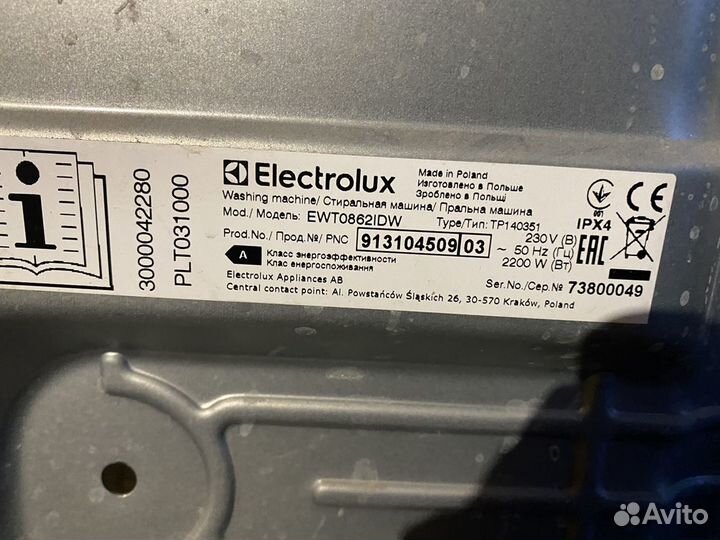 3000042280
PLT031000
Electrolux
Made in Poland
Изготовлено в Польше
Зроблено в Польщі
Washing machine/ Стиральная машина/ Пральна машина
Mod./ Модель: EWT0862IDW Type/Тип: TP140351
Prod.No./ Прод.№/ PNC 913104509 03 ~ 230V (В)
50 Hz (Гц)
2200 W (Вт)
A Класс энергоэффективности
Клас енергоспоживання
Ser.No./Сер.№ 73800049
Electrolux Appliances AB
Central contact point: Al. Powstańców Śląskich 26, 30-570 Kraków, Poland
001
IPX4
CE
EAC
Avito